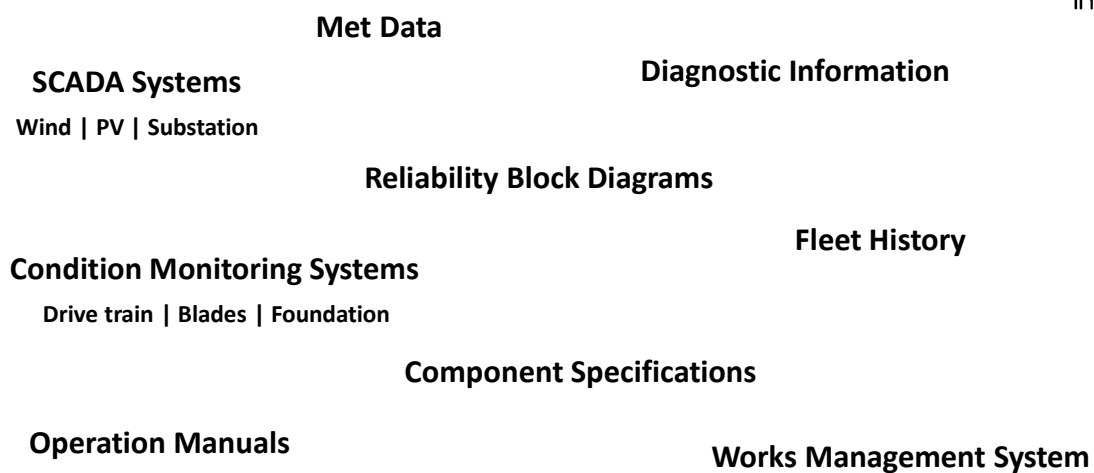 Met Data
SCADA Systems
Diagnostic Information
Wind | PV | Substation
Reliability Block Diagrams
Fleet History
Condition Monitoring Systems
Drive train | Blades | Foundation
Component Specifications
Operation Manuals
Works Management System